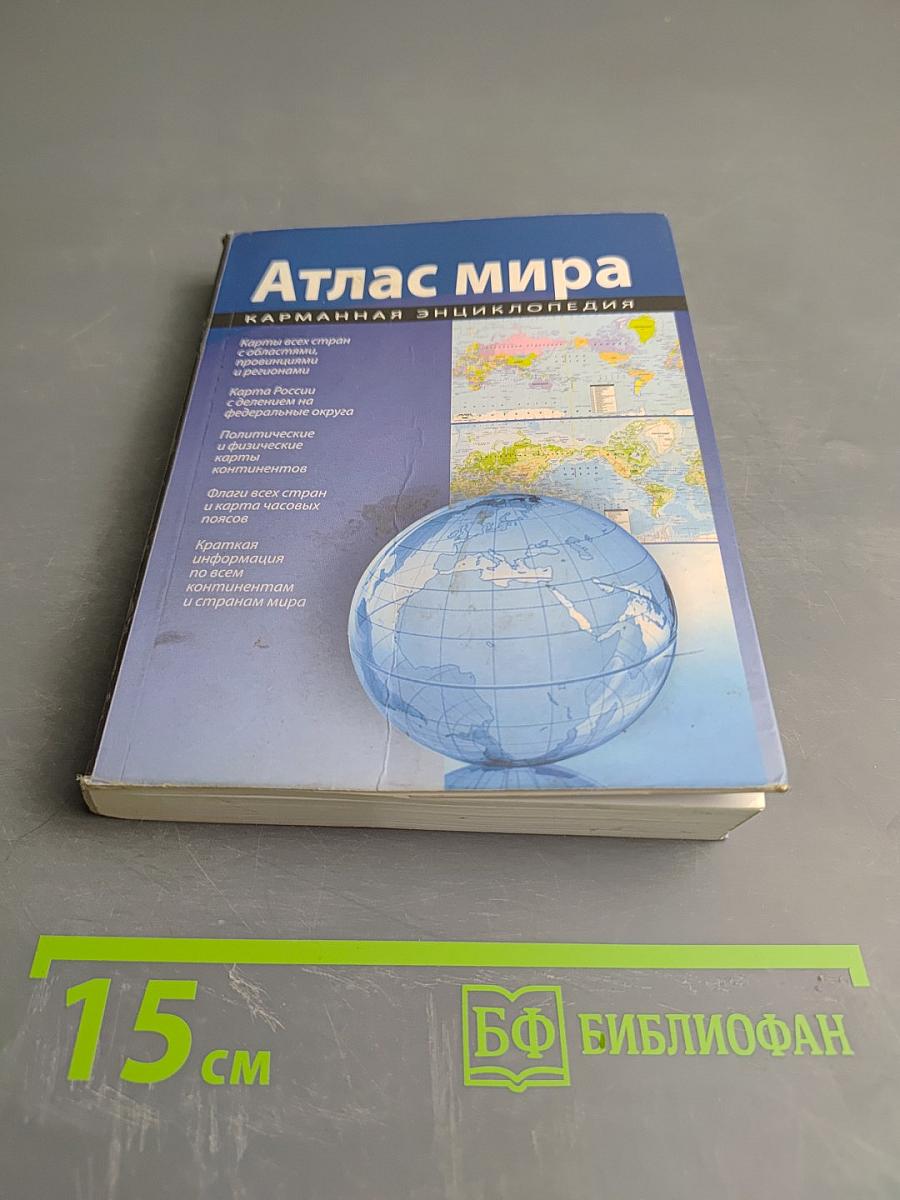 Атлас мира
КАРМАННАЯ ЭНЦИКЛОПЕДИЯ
Карты всех стран
с областями,
провинциями
и регионами
Карта России
с делением на
федеральные округа
Политические
и физические
карты
континентов
Флаги всех стран
и карта часовых
поясов
Краткая
информация
по всем
континентам
и странам мира
15 см
БФ БИБЛИОФАН